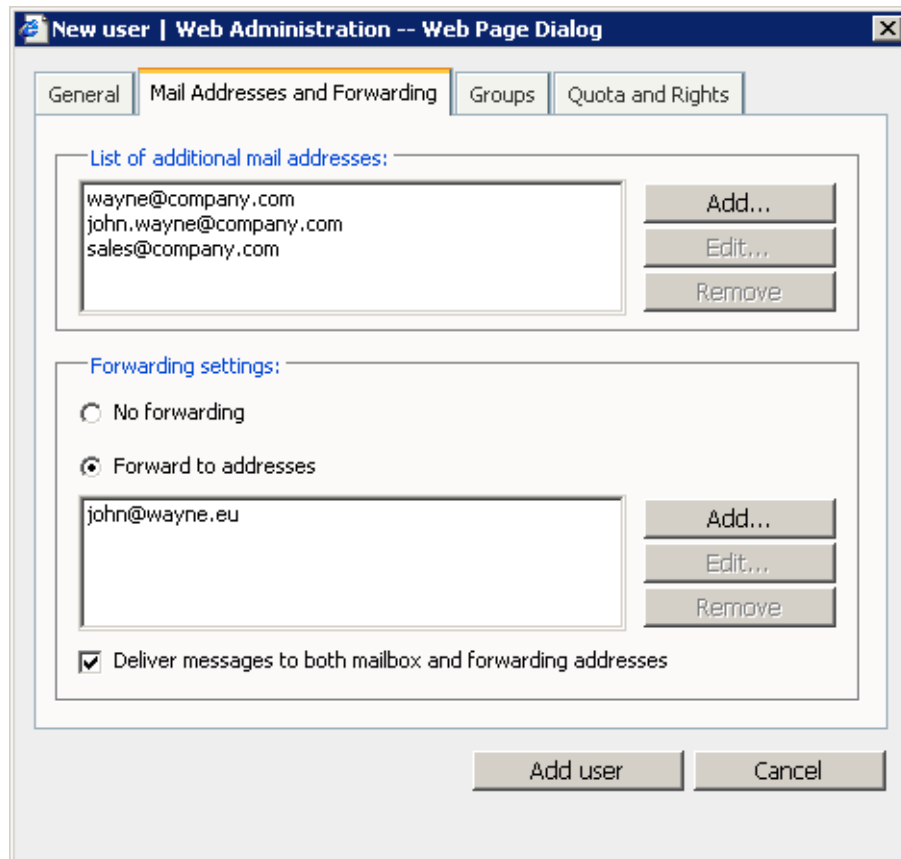 New user | Web Administration -- Web Page Dialog
General Mail Addresses and Forwarding Groups Quota and Rights
List of additional mail addresses:
wayne@company.com
john.wayne@company.com
sales@company.com
Add...
Edit...
Remove
Forwarding settings:
No forwarding
Forward to addresses
john@wayne.eu
Add...
Edit...
Remove
Deliver messages to both mailbox and forwarding addresses
Add user Cancel